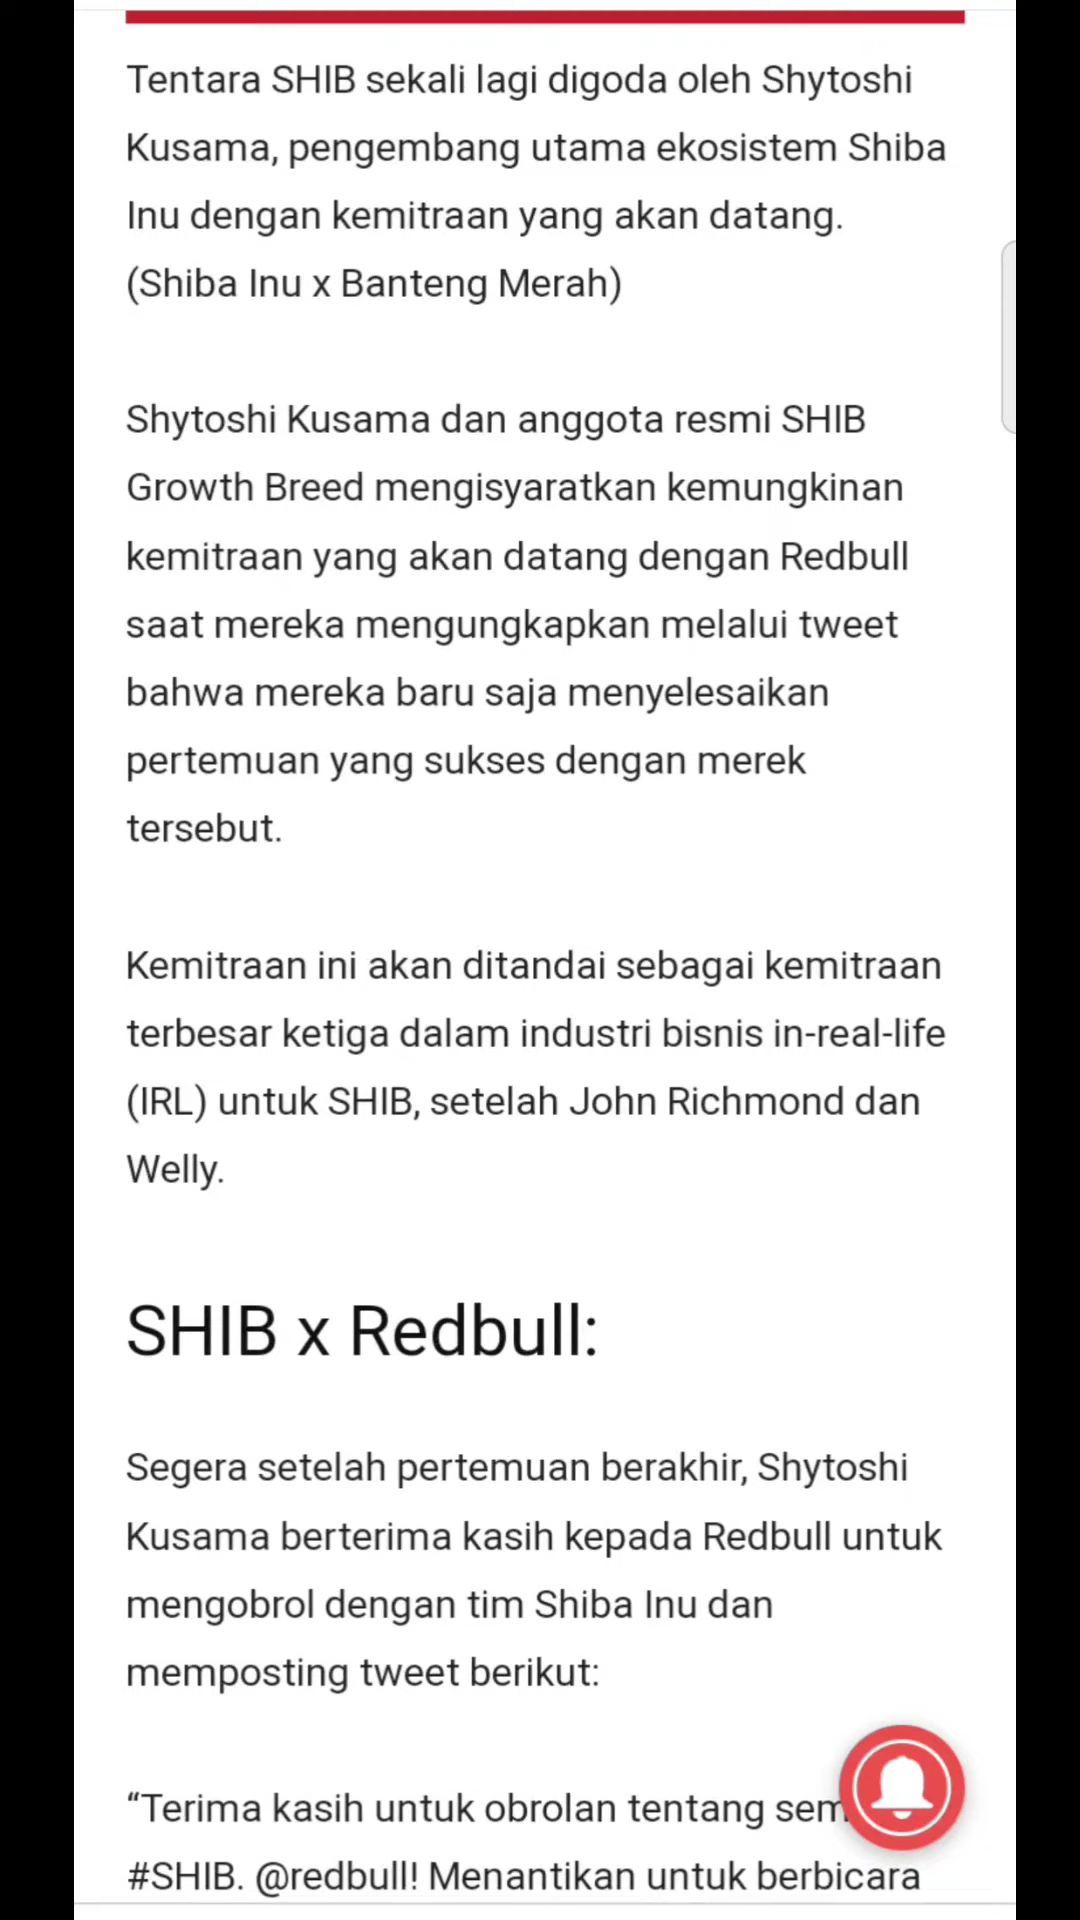 Tentara SHIB sekali lagi digoda oleh Shytoshi
Kusama, pengembang utama ekosistem Shiba
Inu dengan kemitraan yang akan datang.
(Shiba Inu x Banteng Merah)
Shytoshi Kusama dan anggota resmi SHIB
Growth Breed mengisyaratkan kemungkinan
kemitraan yang akan datang dengan Redbull
saat mereka mengungkapkan melalui tweet
bahwa mereka baru saja menyelesaikan
pertemuan yang sukses dengan merek
tersebut.
Kemitraan ini akan ditandai sebagai kemitraan
terbesar ketiga dalam industri bisnis in-real-life
(IRL) untuk SHIB, setelah John Richmond dan
Welly.
SHIB x Redbull:
Segera setelah pertemuan berakhir, Shytoshi
Kusama berterima kasih kepada Redbull untuk
mengobrol dengan tim Shiba Inu dan
memposting tweet berikut:
“Terima kasih untuk obrolan tentang
#SHIB. @redbull! Menantikan untuk berbicara